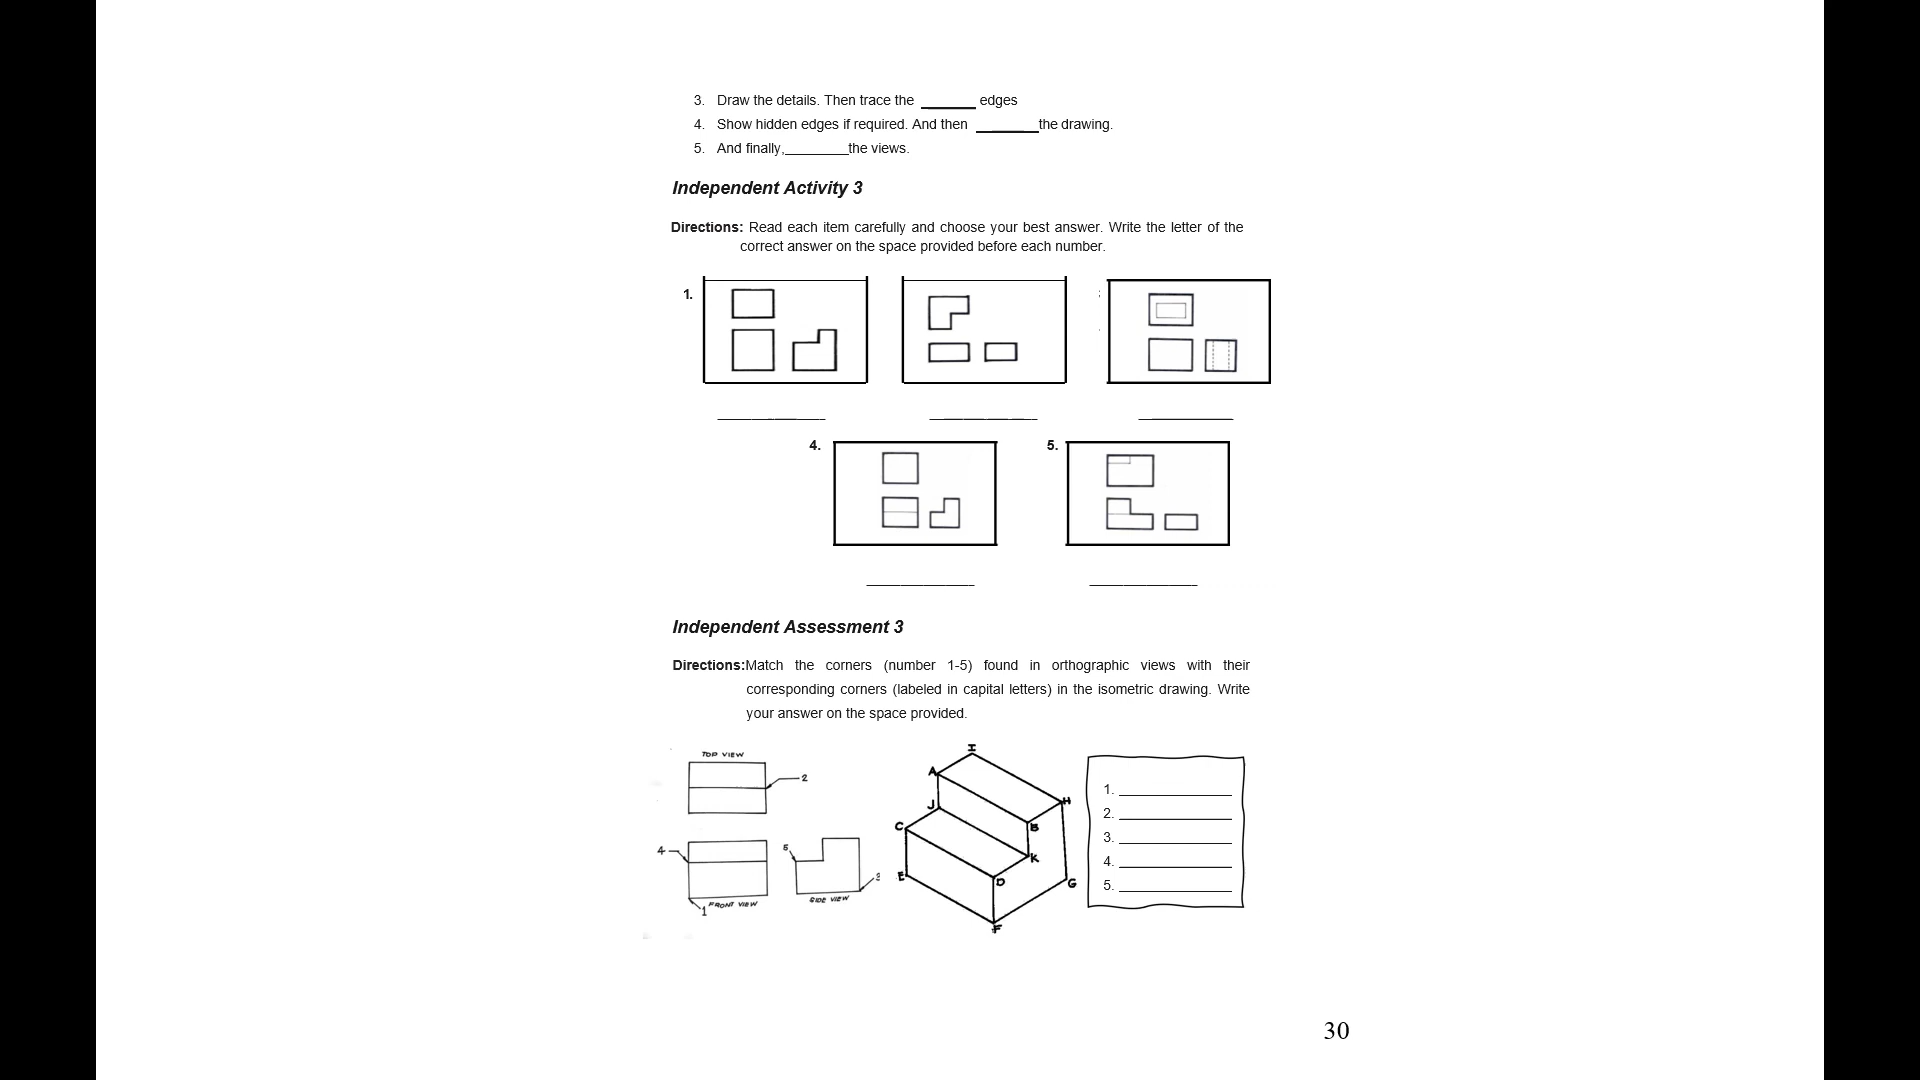 3. Draw the details. Then trace the _______ edges
4. Show hidden edges if required. And then ________the drawing.
5. And finally,________the views.
Independent Activity 3
Directions: Read each item carefully and choose your best answer. Write the letter of the
correct answer on the space provided before each number.
1.
4. 5.
Independent Assessment 3
Directions:Match the corners (number 1-5) found in orthographic views with their
corresponding corners (labeled in capital letters) in the isometric drawing. Write
your answer on the space provided.
TOP VIEW
2
4
5
3
1
FRONT VIEW
SIDE VIEW
I
A
H
J
B
C
K
E
D
G
F
1. ______________
2. ______________
3. ______________
4. ______________
5. ______________
30